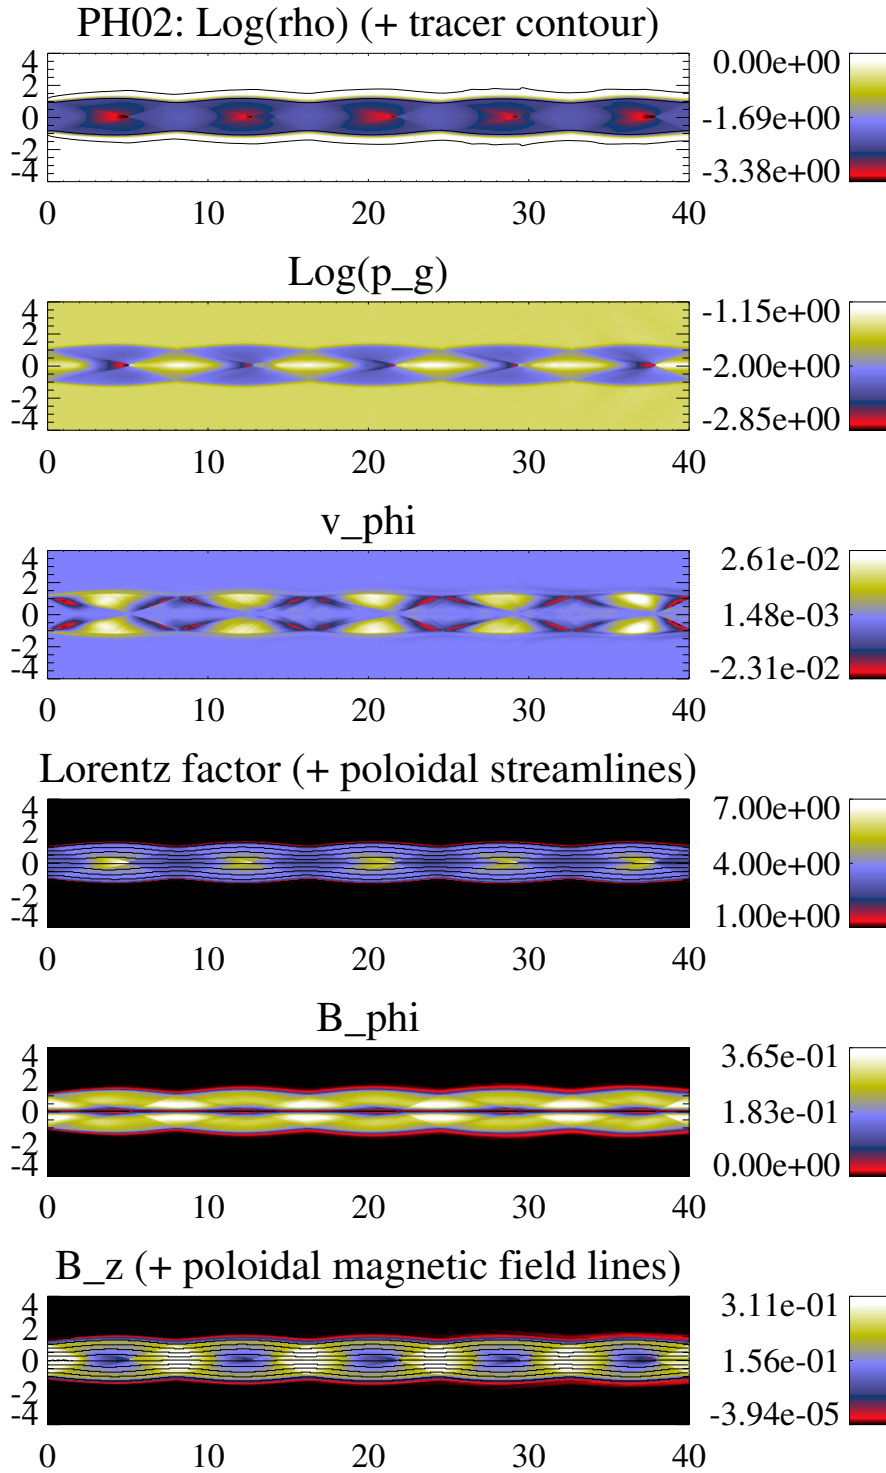 PH02: Log(rho) (+ tracer contour)
4
2
0
-2
-4
0 10 20 30 40
0.00e+00
-1.69e+00
-3.38e+00
Log(p_g)
4
2
0
-2
-4
0 10 20 30 40
-1.15e+00
-2.00e+00
-2.85e+00
v_phi
4
2
0
-2
-4
0 10 20 30 40
2.61e-02
1.48e-03
-2.31e-02
Lorentz factor (+ poloidal streamlines)
4
2
0
-2
-4
0 10 20 30 40
7.00e+00
4.00e+00
1.00e+00
B_phi
4
2
0
-2
-4
0 10 20 30 40
3.65e-01
1.83e-01
0.00e+00
B_z (+ poloidal magnetic field lines)
4
2
0
-2
-4
0 10 20 30 40
3.11e-01
1.56e-01
-3.94e-05